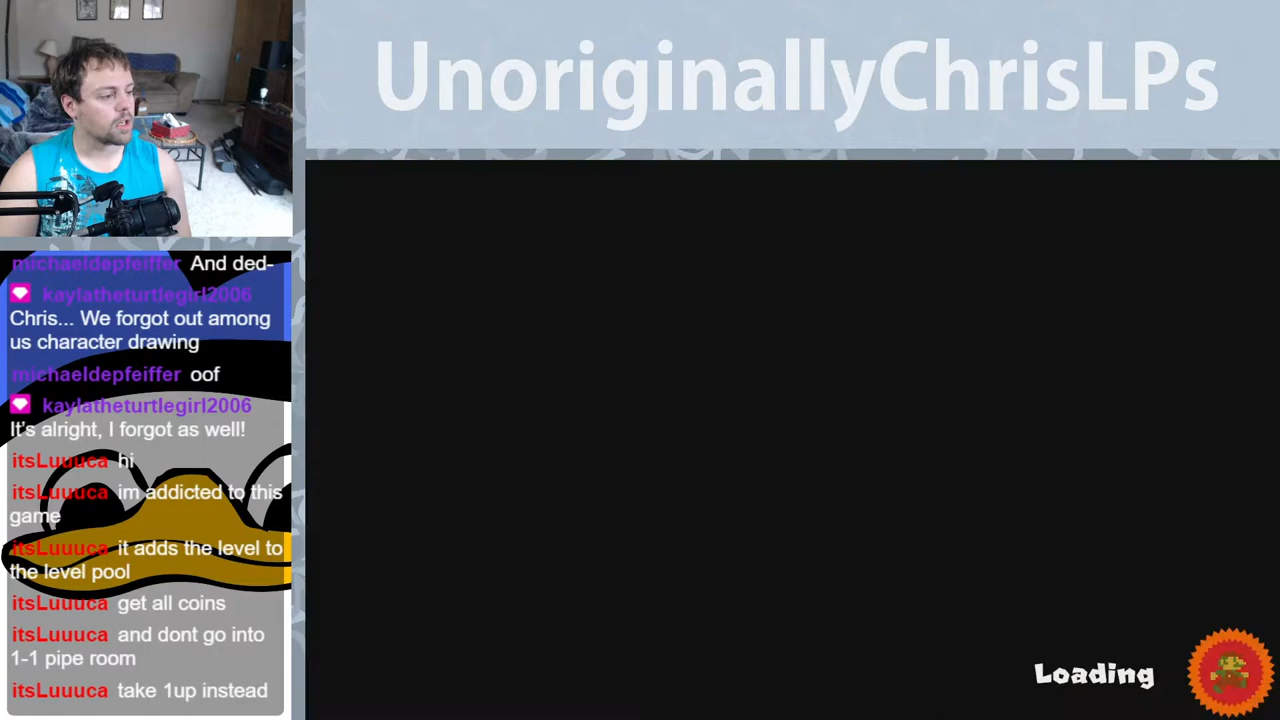 UnoriginallyChrisLPs
michaeldepfeiffer And ded-
kaylatheturtlegirl2006
Chris... We forgot out among
us character drawing
michaeldepfeiffer oof
kaylatheturtlegirl2006
It's alright, I forgot as well!
itsLuuuca hi
itsLuuuca im addicted to this
game
itsLuuuca it adds the level to
the level pool
itsLuuuca get all coins
itsLuuuca and dont go into
1-1 pipe room
itsLuuuca take 1up instead
Loading